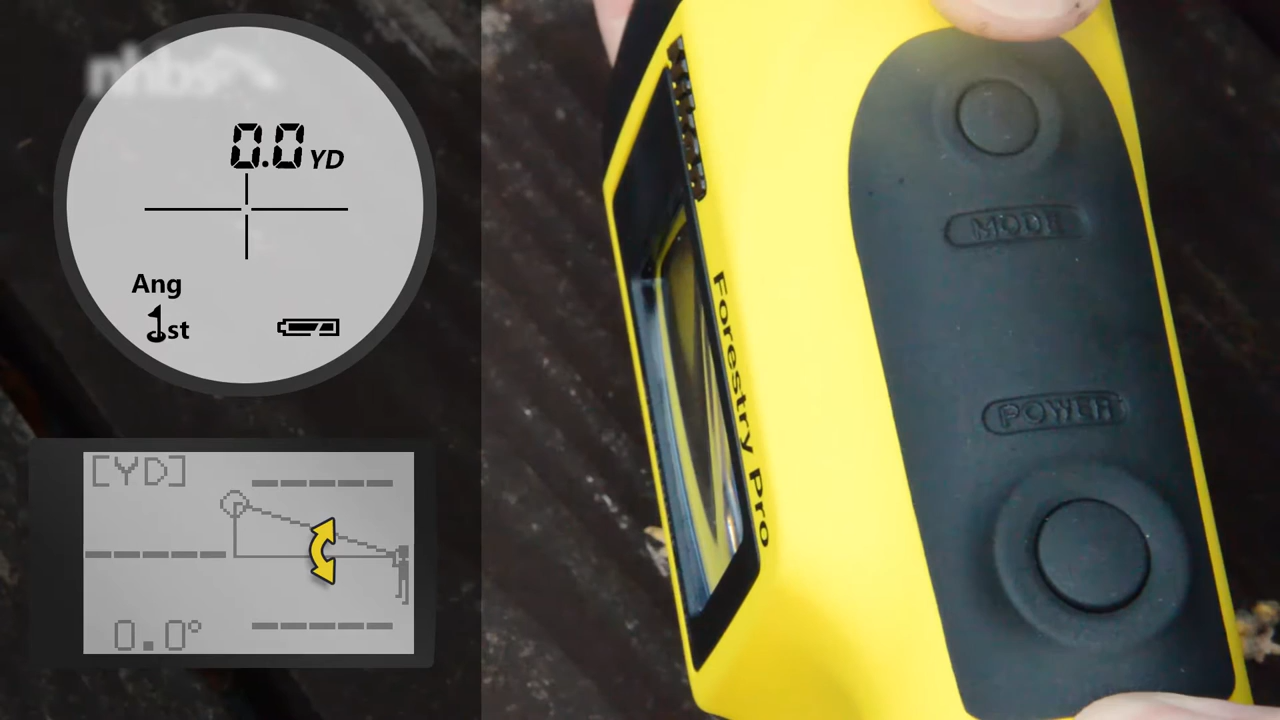 nhbs
0.0 YD
Ang
1st
[YD]
0.0°
MODE
Forestry Pro
POWER